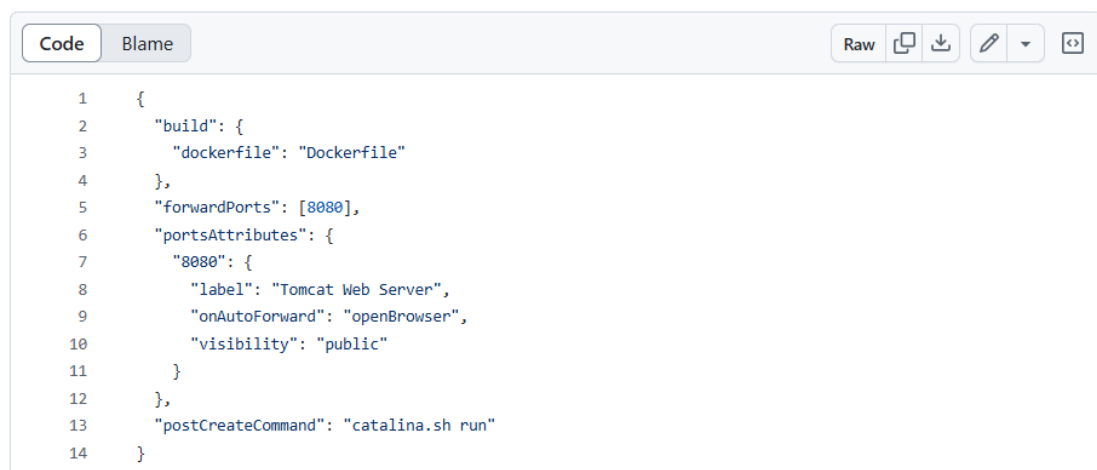 Code Blame Raw
1 {
2 "build": {
3 "dockerfile": "Dockerfile"
4 },
5 "forwardPorts": [8080],
6 "portsAttributes": {
7 "8080": {
8 "label": "Tomcat Web Server",
9 "onAutoForward": "openBrowser",
10 "visibility": "public"
11 }
12 },
13 "postCreateCommand": "catalina.sh run"
14 }